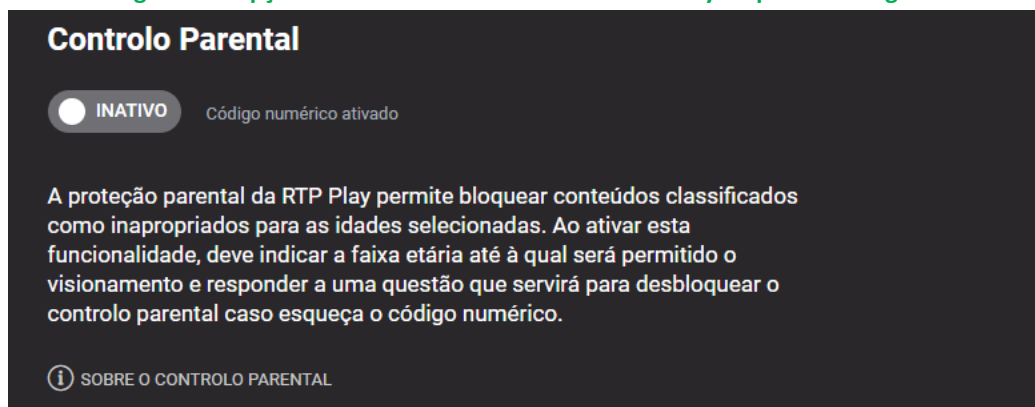 Controlo Parental
INATIVO Código numérico ativado
A proteção parental da RTP Play permite bloquear conteúdos classificados
como inapropriados para as idades selecionadas. Ao ativar esta
funcionalidade, deve indicar a faixa etária até à qual será permitido o
visionamento e responder a uma questão que servirá para desbloquear o
controlo parental caso esqueça o código numérico.
SOBRE O CONTROLO PARENTAL